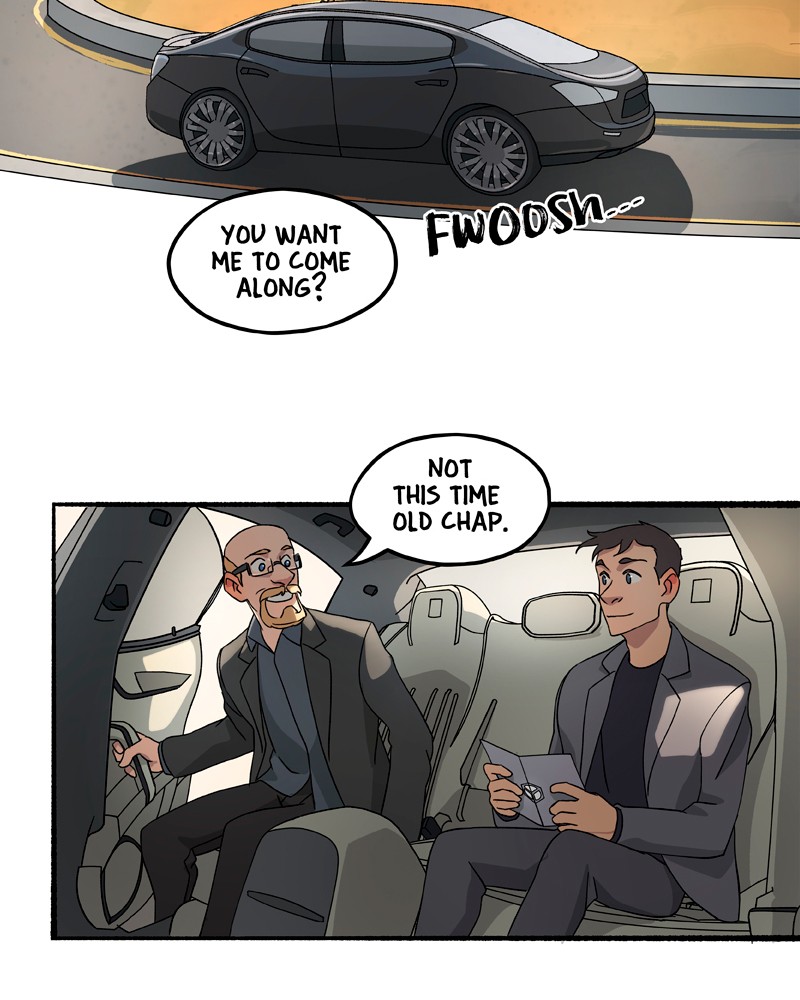 YOU WANT
ME TO COME
ALONG?
FWOOSH...
NOT
THIS TIME
OLD CHAP.